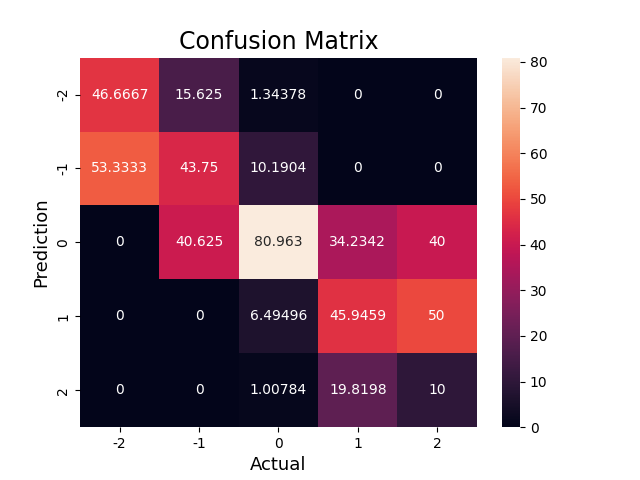 Confusion Matrix
80
70
60
50
40
30
20
10
0
-2 46.6667 15.625 1.34378 0 0
-1 53.3333 43.75 10.1904 0 0
0 0 40.625 80.963 34.2342 40
1 0 0 6.49496 45.9459 50
2 0 0 1.00784 19.8198 10
-2 -1 0 1 2
Prediction
Actual